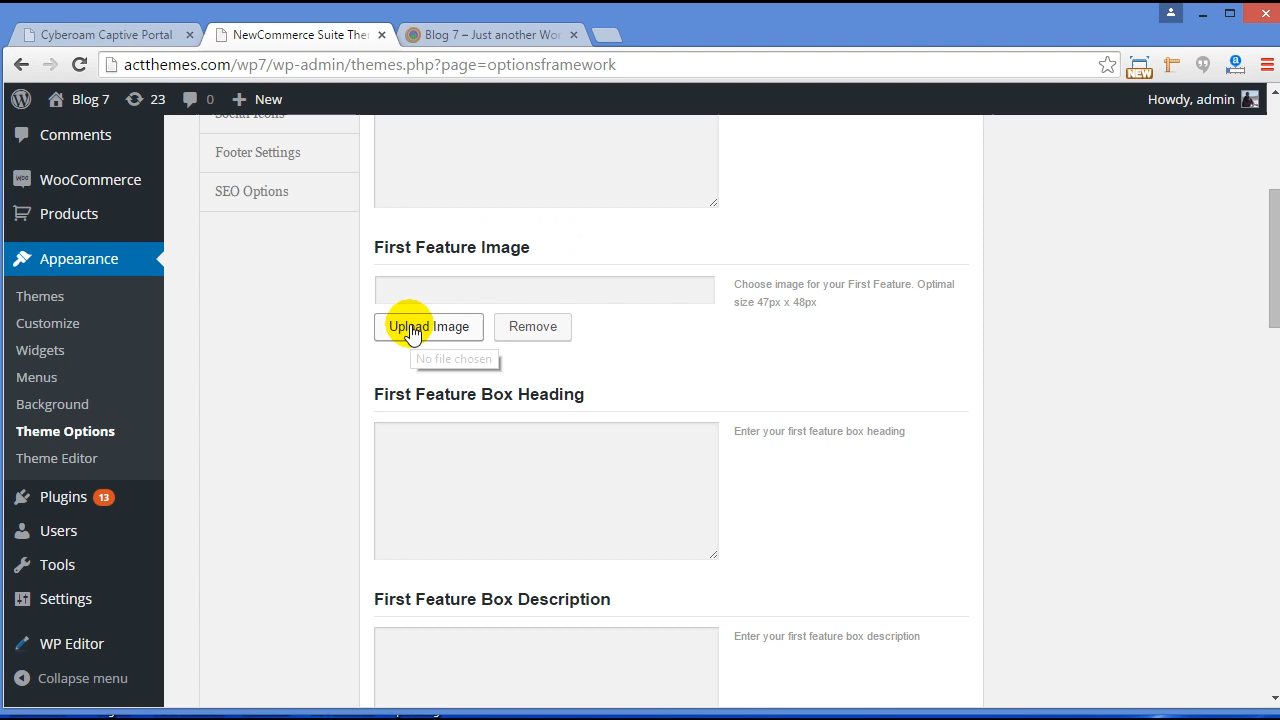 Cyberoam Captive Portal
NewCommerce Suite The
Blog 7 – Just another Wo
actthemes.com/wp7/wp-admin/themes.php?page=optionsframework
NEW
a
Blog 7
23
0
New
Howdy, admin
Comments
WooCommerce
Products
Appearance
Themes
Customize
Widgets
Menus
Background
Theme Options
Theme Editor
Plugins 13
Users
Tools
Settings
WP Editor
Collapse menu
Social Icons
Footer Settings
SEO Options
First Feature Image
Choose image for your First Feature. Optimal
size 47px x 48px
Upload Image
Remove
No file chosen
First Feature Box Heading
Enter your first feature box heading
First Feature Box Description
Enter your first feature box description